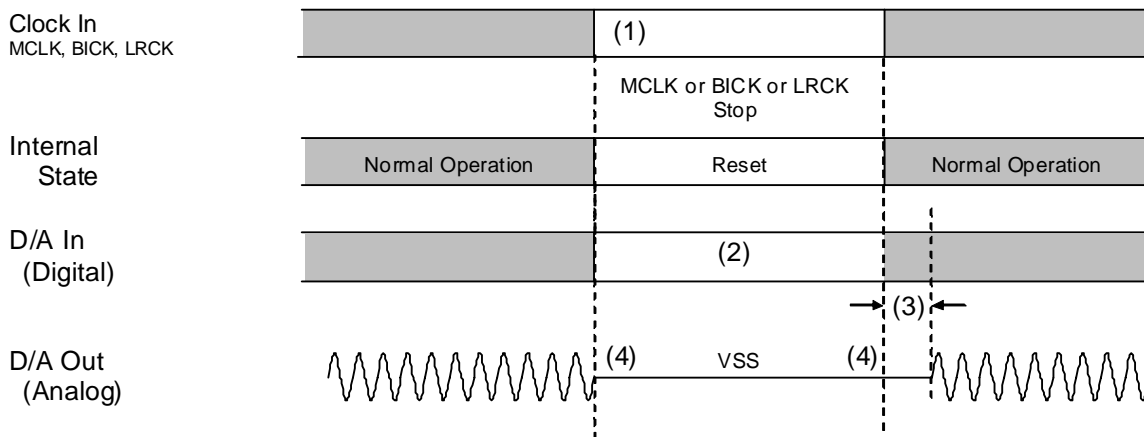 Clock In
MCLK, BICK, LRCK
(1)
MCLK or BICK or LRCK
Stop
Internal
State
Normal Operation
Reset
Normal Operation
D/A In
(Digital)
(2)
(3)
D/A Out
(Analog)
(4)
VSS
(4)